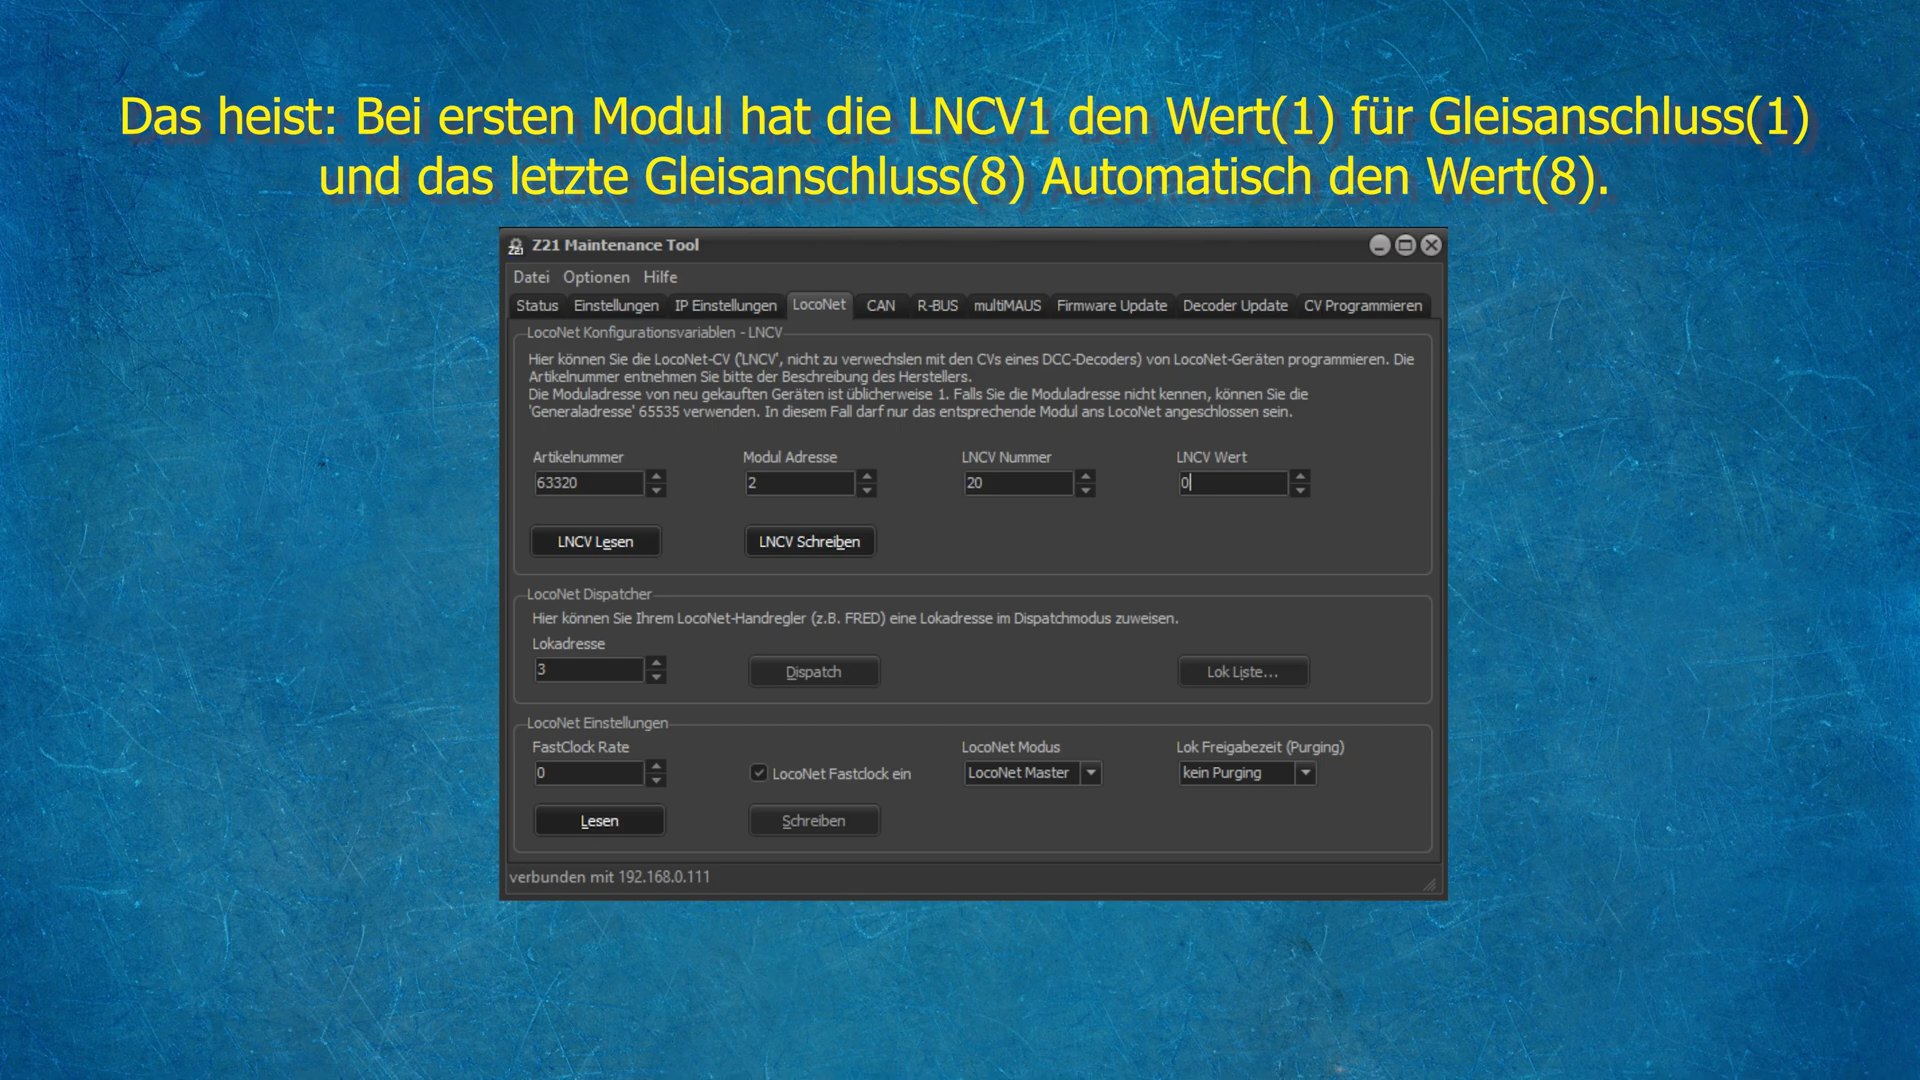 Das heist: Bei ersten Modul hat die LNCV1 den Wert(1) für Gleisanschluss(1)
und das letzte Gleisanschluss(8) Automatisch den Wert(8).
Z21 Maintenance Tool
Datei Optionen Hilfe
Status Einstellungen IP Einstellungen LocoNet CAN R-BUS multiMAUS Firmware Update Decoder Update CV Programmieren
LocoNet Konfigurationsvariablen - LNCV
Hier können Sie die LocoNet-CV ('LNCV', nicht zu verwechslen mit den CVs eines DCC-Decoders) von LocoNet-Geräten programmieren. Die
Artikelnummer entnehmen Sie bitte der Beschreibung des Herstellers.
Die Moduladresse von neu gekauften Geräten ist üblicherweise 1. Falls Sie die Moduladresse nicht kennen, können Sie die
'Generaladresse' 65535 verwenden. In diesem Fall darf nur das entsprechende Modul ans LocoNet angeschlossen sein.
Artikelnummer Modul Adresse LNCV Nummer LNCV Wert
63320 2 20 0
LNCV Lesen LNCV Schreiben
LocoNet Dispatcher
Hier können Sie Ihrem LocoNet-Handregler (z.B. FRED) eine Lokadresse im Dispatchmodus zuweisen.
Lokadresse
3 Dispatch Lok Liste...
LocoNet Einstellungen
FastClock Rate LocoNet Modus Lok Freigabezeit (Purging)
0 LocoNet Fastclock ein LocoNet Master kein Purging
Lesen Schreiben
verbunden mit 192.168.0.111